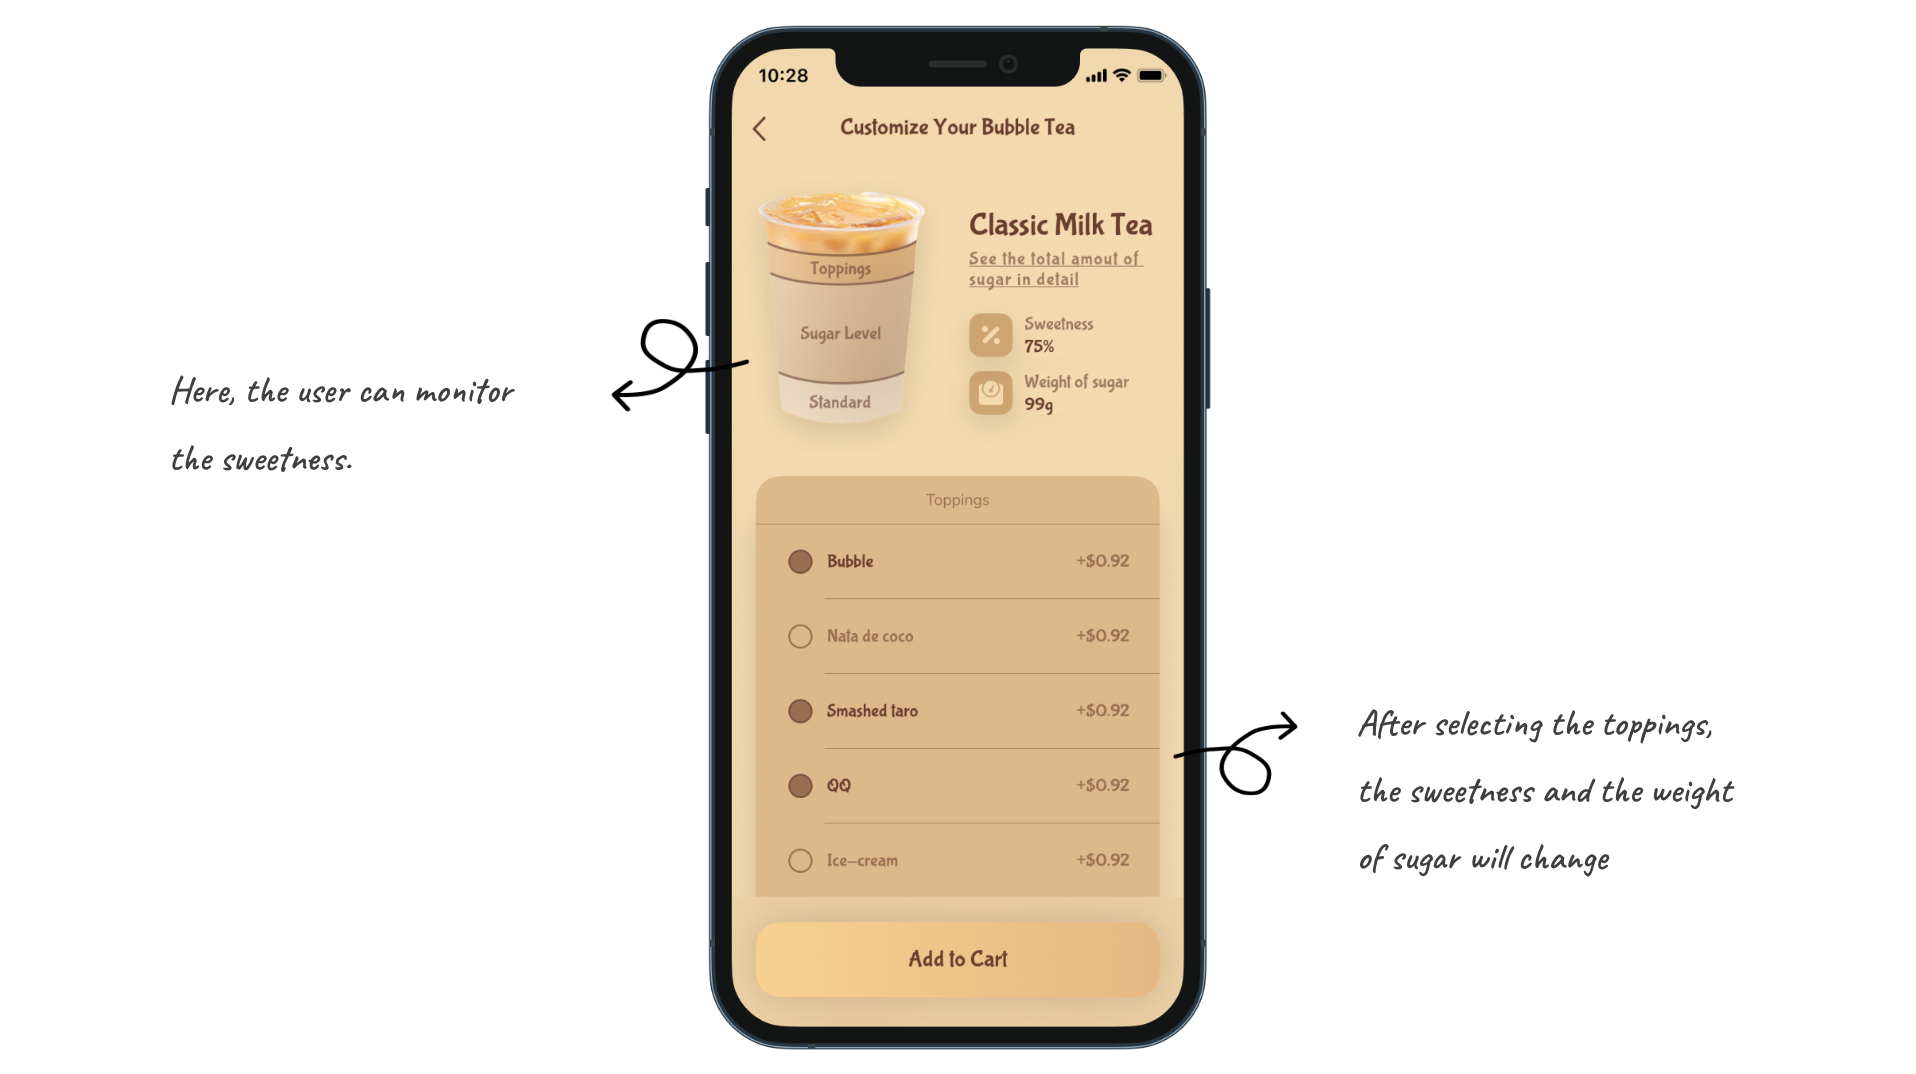 10:28
Customize Your Bubble Tea
Classic Milk Tea
See the total amout of
sugar in detail
Toppings
Sugar Level
Standard
Sweetness
75%
Weight of sugar
99g
Here, the user can monitor
the sweetness.
Toppings
Bubble +$0.92
Nata de coco +$0.92
Smashed taro +$0.92
QQ +$0.92
Ice-cream +$0.92
After selecting the toppings,
the sweetness and the weight
of sugar will change
Add to Cart